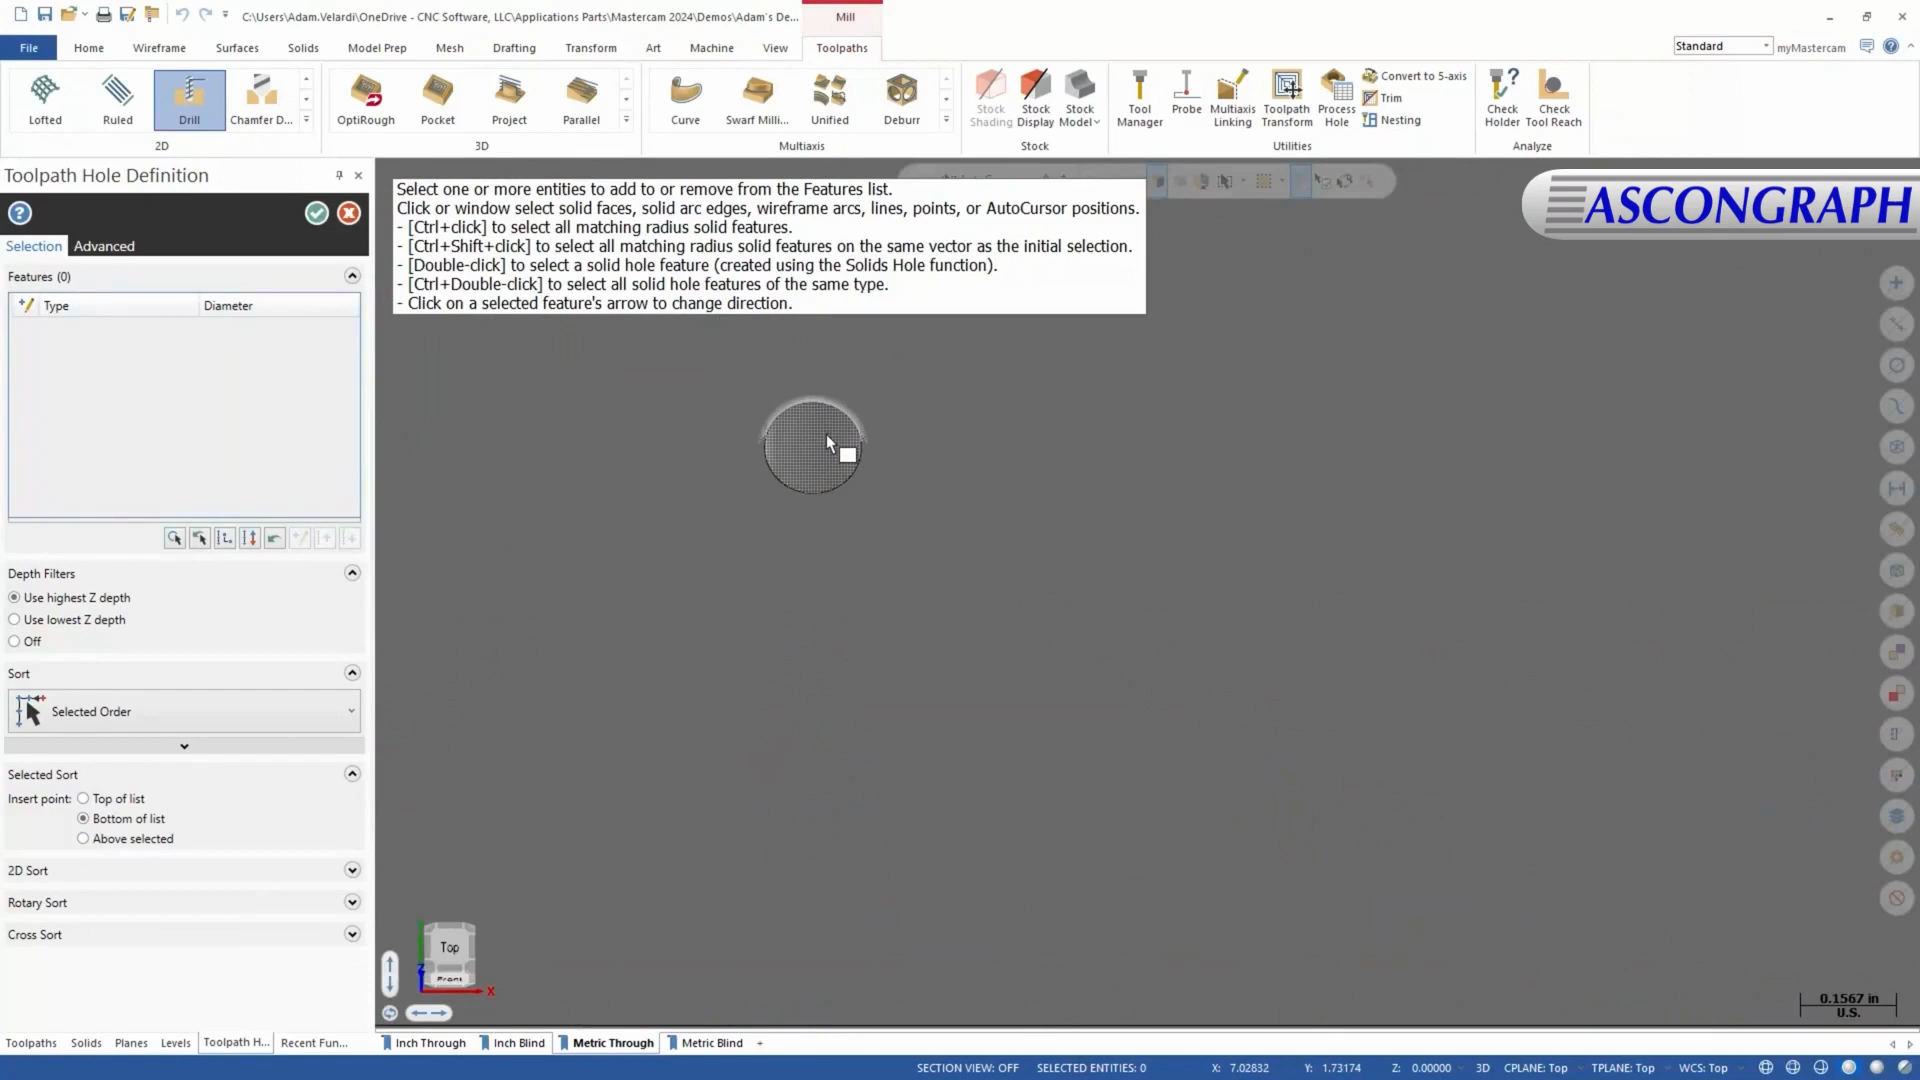 C:\Users\Adam.Velardi\OneDrive - CNC Software, LLC\Applications Parts\Mastercam 2024\Demos\Adam's De...
Mill
File
Home
Wireframe
Surfaces
Solids
Model Prep
Mesh
Drafting
Transform
Art
Machine
View
Toolpaths
Standard
myMastercam
Lofted
Ruled
Drill
Chamfer D...
2D
OptiRough
Pocket
Project
Parallel
3D
Curve
Swarf Milli...
Unified
Deburr
Multiaxis
Stock Shading
Stock Display
Stock Model
Stock
Tool Manager
Probe
Multiaxis Linking
Toolpath Transform
Process Hole
Convert to 5-axis
Trim
Nesting
Utilities
Check Holder
Check Tool Reach
Analyze
Toolpath Hole Definition
Selection
Advanced
Features (0)
Type
Diameter
Depth Filters
Use highest Z depth
Use lowest Z depth
Off
Sort
Selected Order
Selected Sort
Insert point:
Top of list
Bottom of list
Above selected
2D Sort
Rotary Sort
Cross Sort
Select one or more entities to add to or remove from the Features list.
Click or window select solid faces, solid arc edges, wireframe arcs, lines, points, or AutoCursor positions.
- [Ctrl+click] to select all matching radius solid features.
- [Ctrl+Shift+click] to select all matching radius solid features on the same vector as the initial selection.
- [Double-click] to select a solid hole feature (created using the Solids Hole function).
- [Ctrl+Double-click] to select all solid hole features of the same type.
- Click on a selected feature's arrow to change direction.
ASCONGRAPH
Top
Front
Z
X
0.1567 in
U.S.
Toolpaths
Solids
Planes
Levels
Toolpath H...
Recent Fun...
Inch Through
Inch Blind
Metric Through
Metric Blind
+
SECTION VIEW: OFF
SELECTED ENTITIES: 0
X: 7.02832
Y: 1.73174
Z: 0.00000
3D
CPLANE: Top
TPLANE: Top
WCS: Top